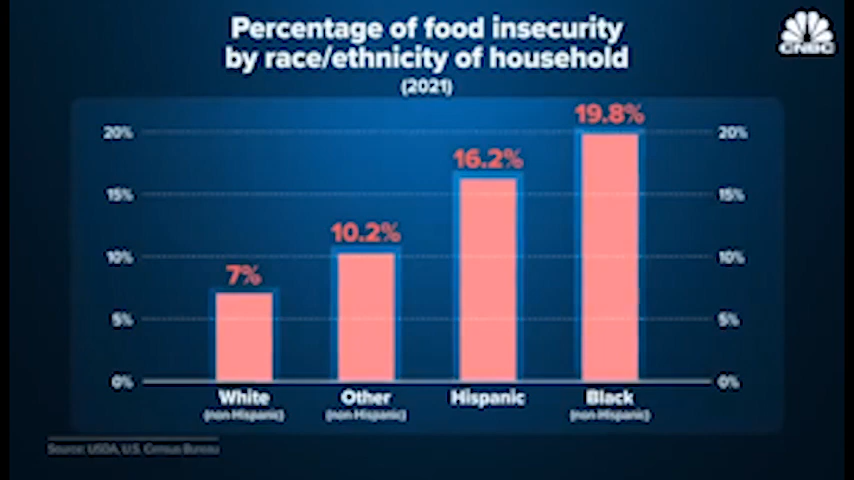 Percentage of food insecurity
by race/ethnicity of household
(2021)
CNBC
19.8%
20%
20%
16.2%
15%
15%
10.2%
10%
10%
7%
5%
5%
0%
0%
White
Other
Hispanic
Black
(non Hispanic)
(non Hispanic)
(non Hispanic)
Source: USDA, U.S. Census Bureau